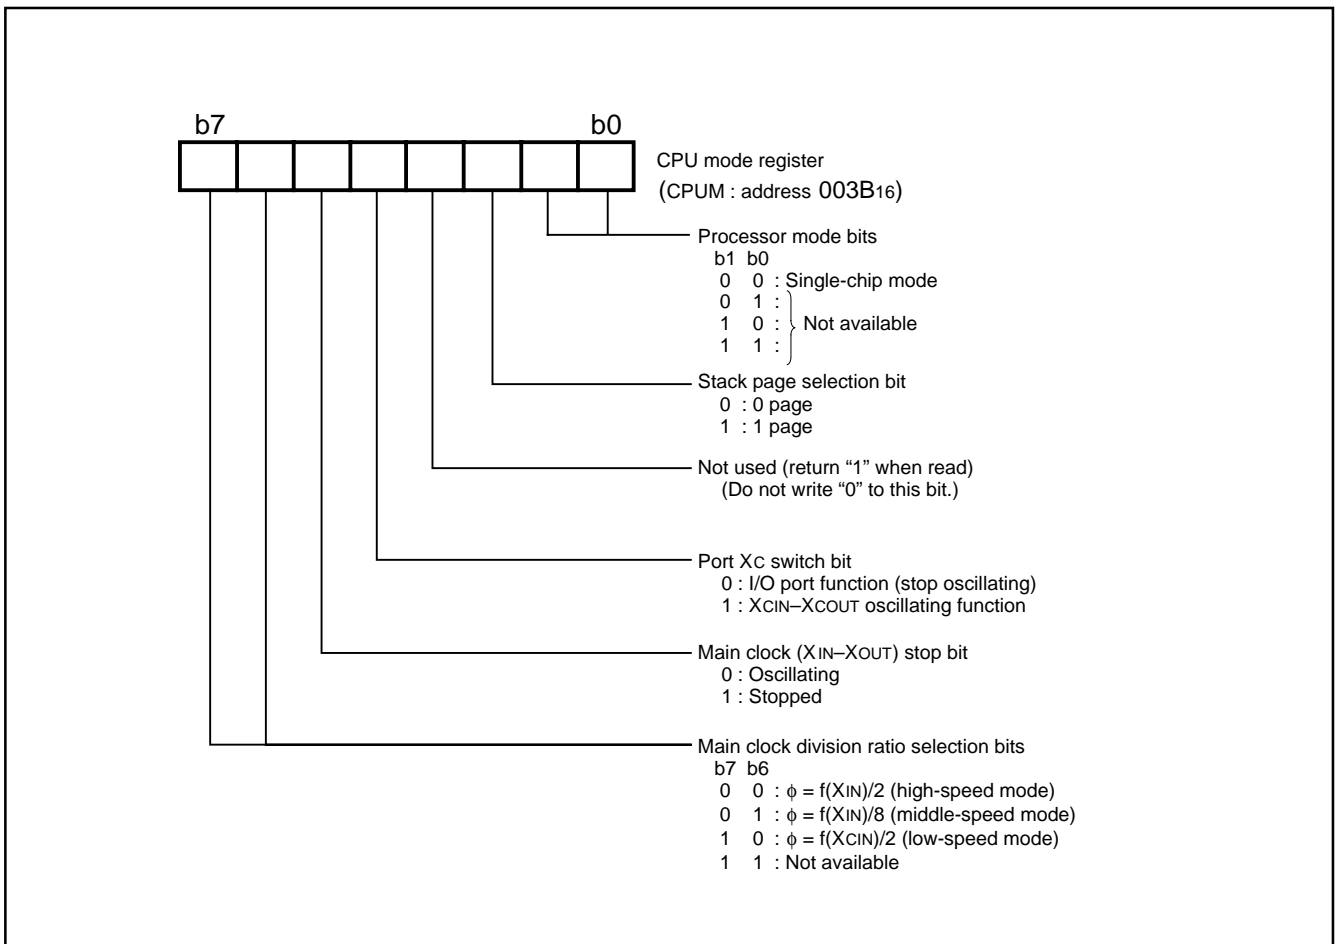 b7 b0
CPU mode register
(CPUM : address 003B16)
Processor mode bits
b1 b0
0 0 : Single-chip mode
0 1 :
1 0 : Not available
1 1 :
Stack page selection bit
0 : 0 page
1 : 1 page
Not used (return “1” when read)
(Do not write “0” to this bit.)
Port XC switch bit
0 : I/O port function (stop oscillating)
1 : XCIN–XCOUT oscillating function
Main clock (XIN–XOUT) stop bit
0 : Oscillating
1 : Stopped
Main clock division ratio selection bits
b7 b6
0 0 : φ = f(XIN)/2 (high-speed mode)
0 1 : φ = f(XIN)/8 (middle-speed mode)
1 0 : φ = f(XCIN)/2 (low-speed mode)
1 1 : Not available